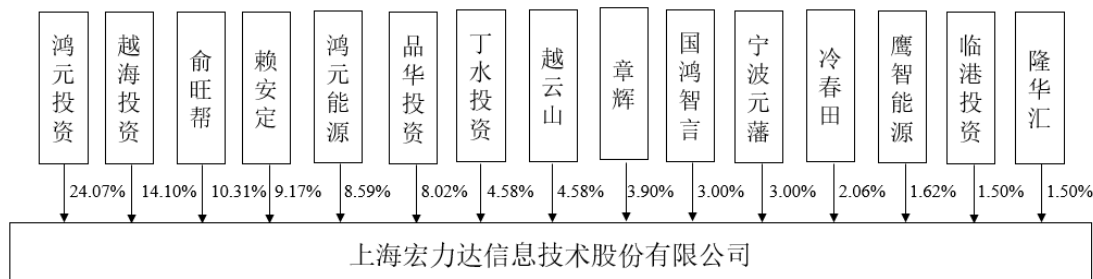 鸿元投资
越海投资
俞旺帮
赖安定
鸿元能源
品华投资
丁水投资
越云山
章辉
国鸿智言
宁波元藩
冷春田
鹰智能源
临港投资
隆华汇
24.07%
14.10%
10.31%
9.17%
8.59%
8.02%
4.58%
4.58%
3.90%
3.00%
3.00%
2.06%
1.62%
1.50%
1.50%
上海宏力达信息技术股份有限公司